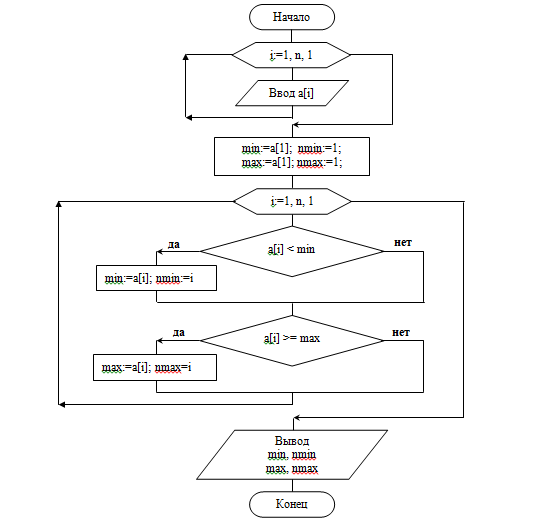 Начало
i:=1, n, 1
Ввод a[i]
min:=a[1]; nmin:=1;
max:=a[1]; nmax:=1;
i:=1, n, 1
да
a[i] < min
нет
min:=a[i]; nmin:=i
да
a[i] >= max
нет
max:=a[i]; nmax=i
Вывод
min, nmin
max, nmax
Конец